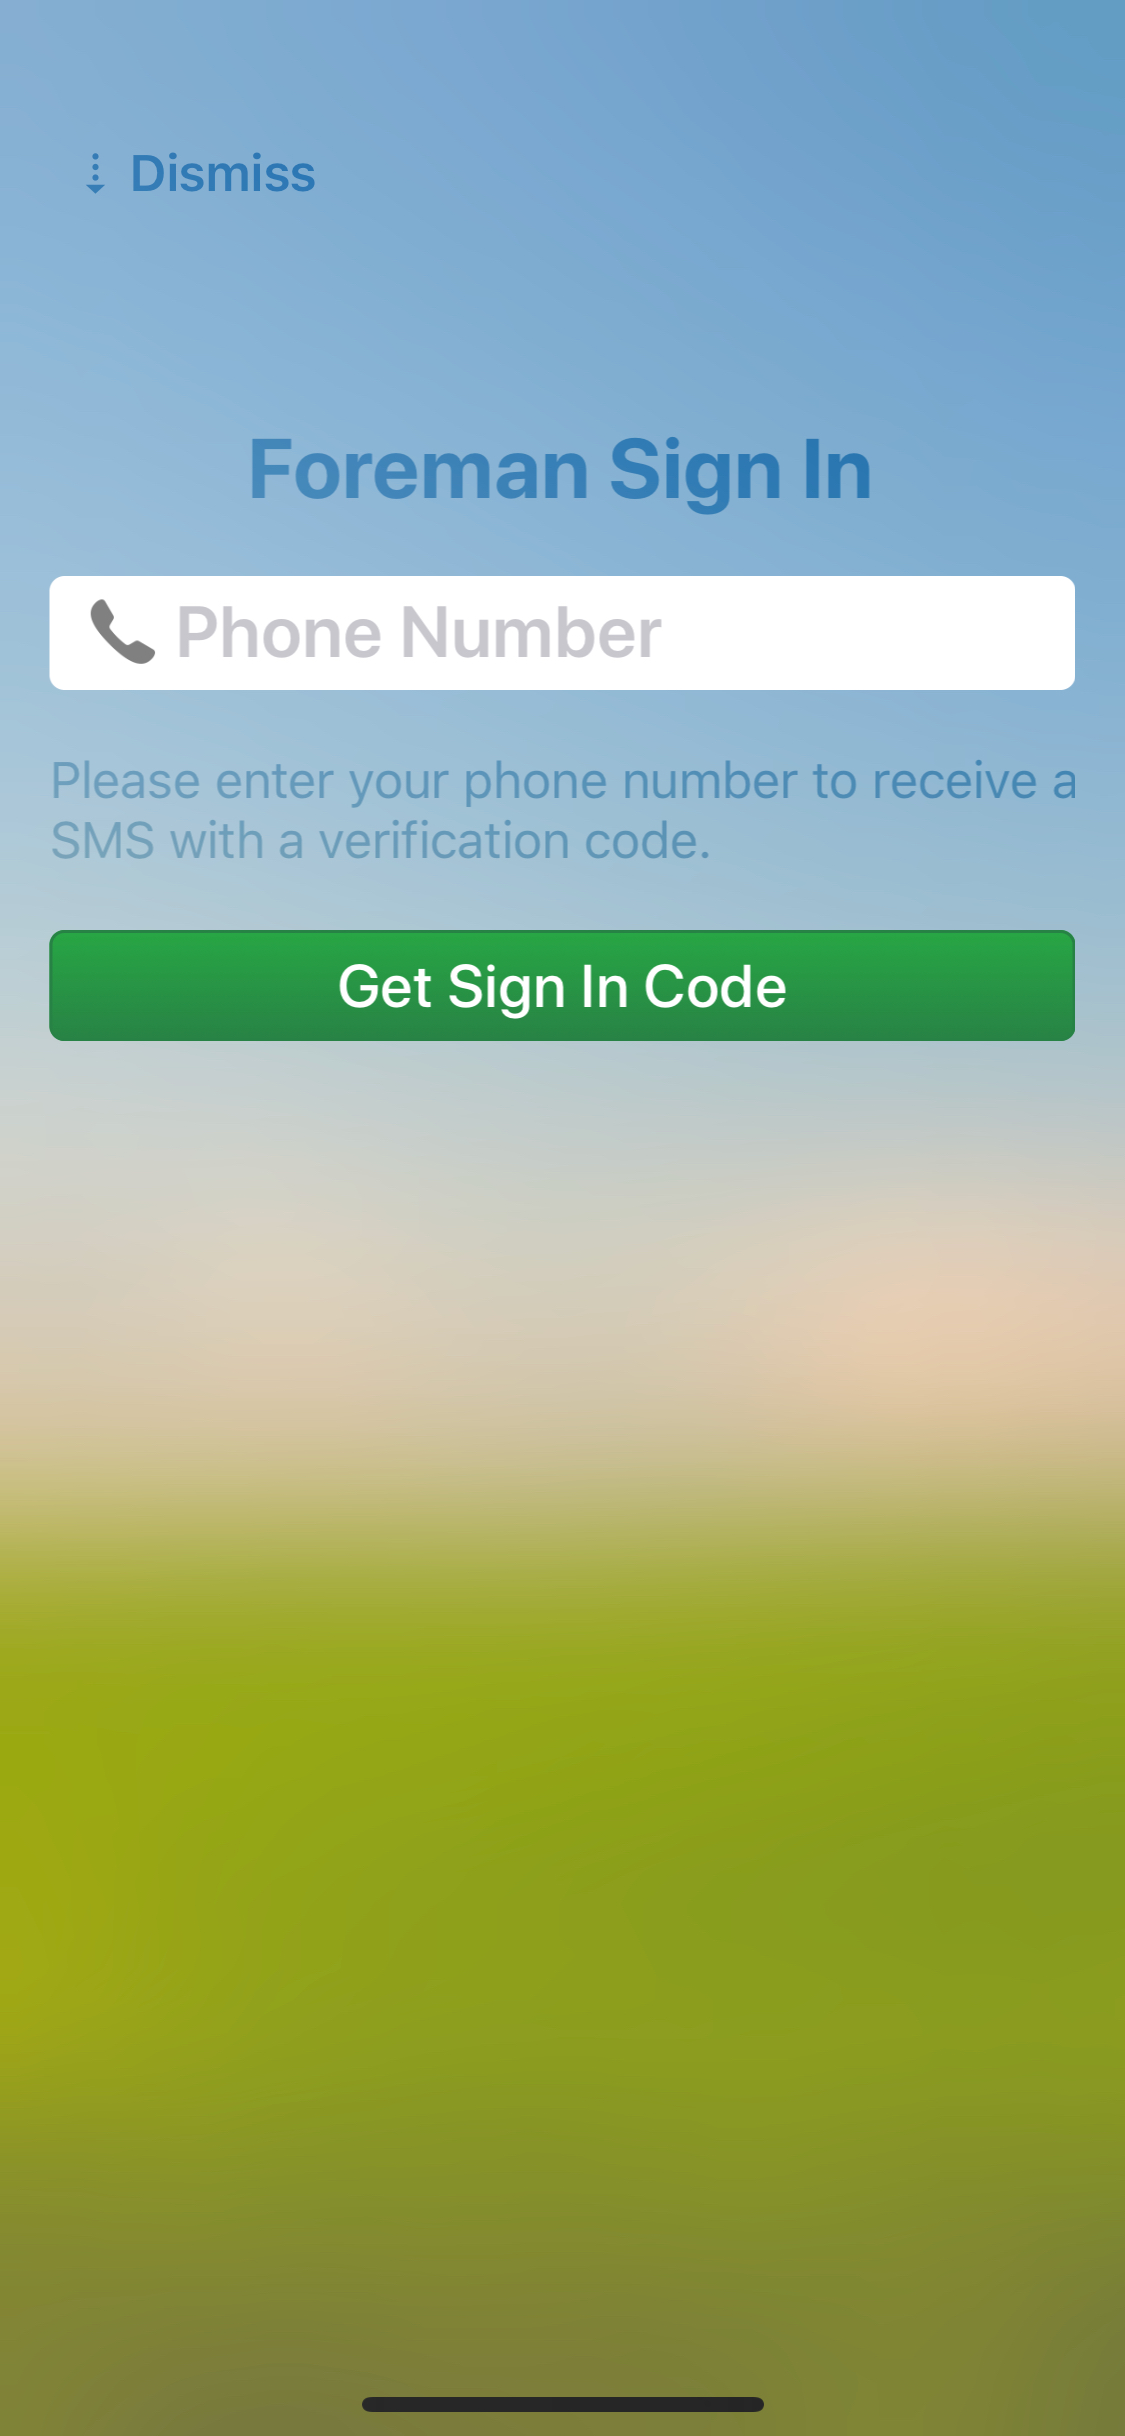 Dismiss
Foreman Sign In
Phone Number
Please enter your phone number to receive a
SMS with a verification code.
Get Sign In Code